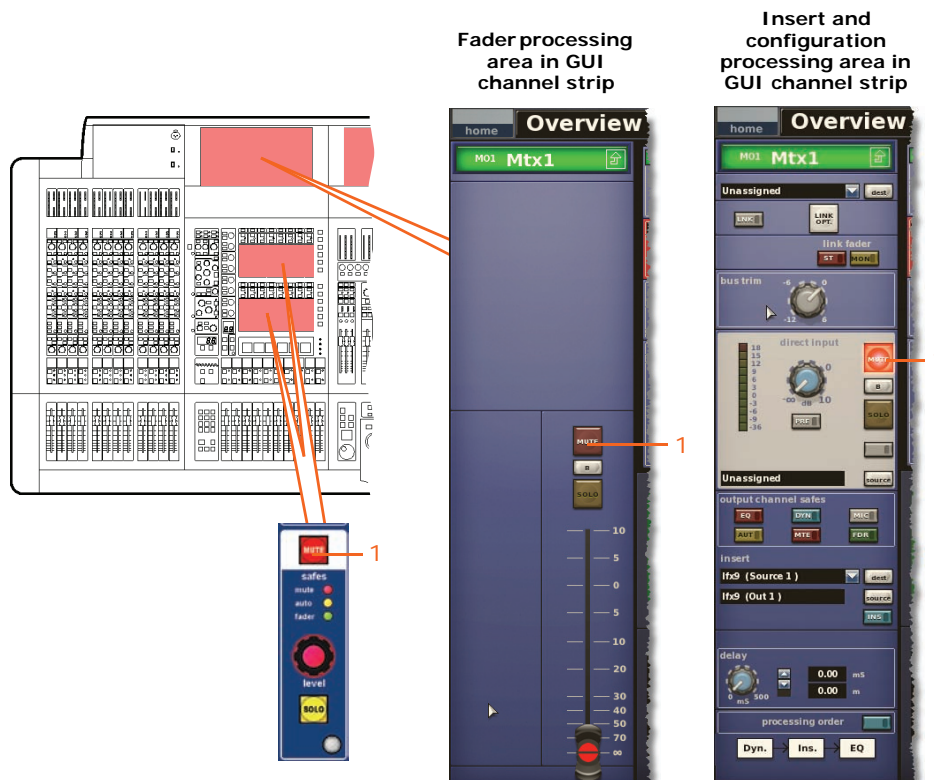 Fader processing
area in GUI
channel strip
Insert and
configuration
processing area in
GUI channel strip
home
Overview
M01 Mtx1
MUTE
1
B
SOLO
10
5
0
5
10
20
30
40
50
70
∞
home
Overview
M01 Mtx1
Unassigned
dest
LNK
LINK
OPT.
link fader
ST
MON
bus trim
-6
0
-12
6
direct input
18
15
12
9
6
3
0
-3
-6
-9
-36
0
-∞
dB
10
PRE
MUTE
B
SOLO
Unassigned
source
output channel safes
EQ
DYN
MIC
AUT
MTE
FDR
insert
Ifx9 (Source 1 )
dest
Ifx9 (Out 1 )
source
INS
delay
0
500
mS
0.00 mS
0.00 m
processing order
Dyn.
Ins.
EQ
MUTE
1
safes
mute
auto
fader
level
SOLO